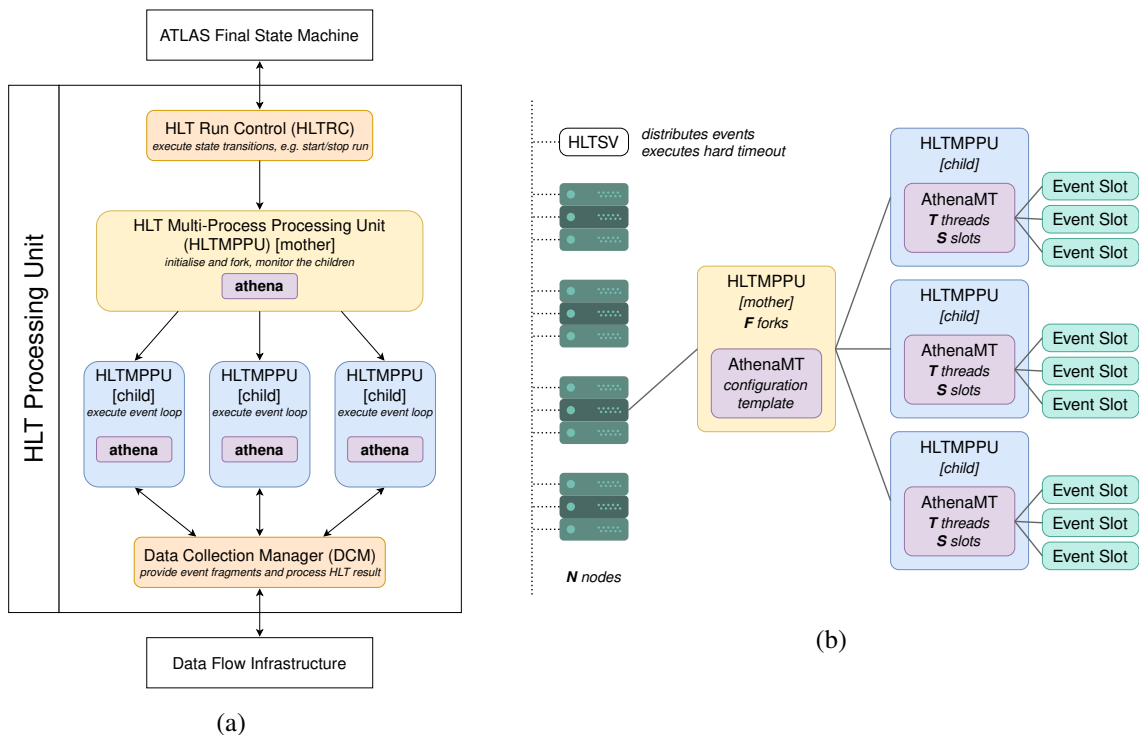 ATLAS Final State Machine
HLT Processing Unit
HLT Run Control (HLTRC)
execute state transitions, e.g. start/stop run
HLT Multi-Process Processing Unit
(HLTMPPU) [mother]
initialise and fork, monitor the children
athena
HLTMPPU
[child]
execute event loop
athena
HLTMPPU
[child]
execute event loop
athena
HLTMPPU
[child]
execute event loop
athena
Data Collection Manager (DCM)
provide event fragments and process HLT result
Data Flow Infrastructure
(a)
HLTSV
distributes events
executes hard timeout
N nodes
HLTMPPU
[mother]
F forks
AthenaMT
configuration
template
HLTMPPU
[child]
AthenaMT
T threads
S slots
Event Slot
Event Slot
Event Slot
HLTMPPU
[child]
AthenaMT
T threads
S slots
Event Slot
Event Slot
Event Slot
HLTMPPU
[child]
AthenaMT
T threads
S slots
Event Slot
Event Slot
Event Slot
(b)